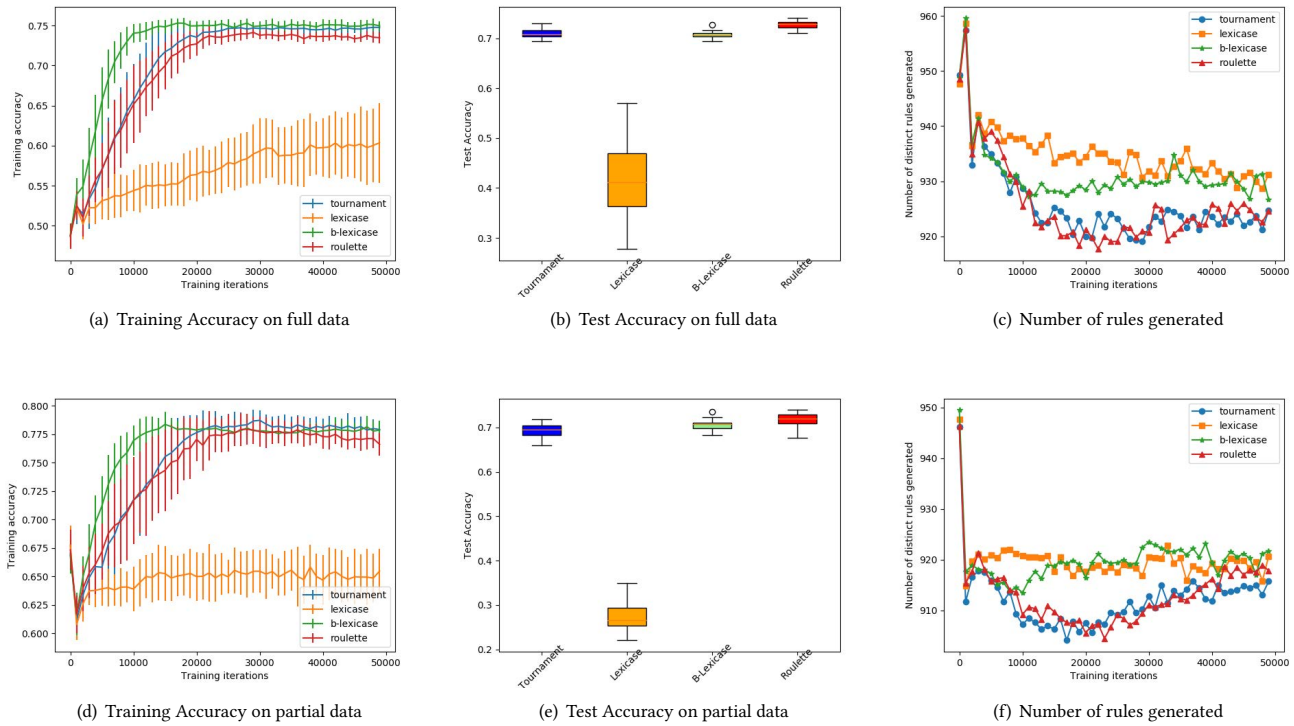 0.75
0.70
0.65
0.60
0.55
0.50
Training accuracy
tournament
lexicase
b-lexicase
roulette
0 10000 20000 30000 40000 50000
Training iterations
(a) Training Accuracy on full data
0.7
0.6
0.5
0.4
0.3
Test Accuracy
Tournament
Lexicase
B-Lexicase
Roulette
(b) Test Accuracy on full data
960
950
940
930
920
Number of distinct rules generated
tournament
lexicase
b-lexicase
roulette
0 10000 20000 30000 40000 50000
Training iterations
(c) Number of rules generated
0.800
0.775
0.750
0.725
0.700
0.675
0.650
0.625
0.600
Training accuracy
tournament
lexicase
b-lexicase
roulette
0 10000 20000 30000 40000 50000
Training iterations
(d) Training Accuracy on partial data
0.7
0.6
0.5
0.4
0.3
0.2
Test Accuracy
Tournament
Lexicase
B-Lexicase
Roulette
(e) Test Accuracy on partial data
950
940
930
920
910
Number of distinct rules generated
tournament
lexicase
b-lexicase
roulette
0 10000 20000 30000 40000 50000
Training iterations
(f) Number of rules generated